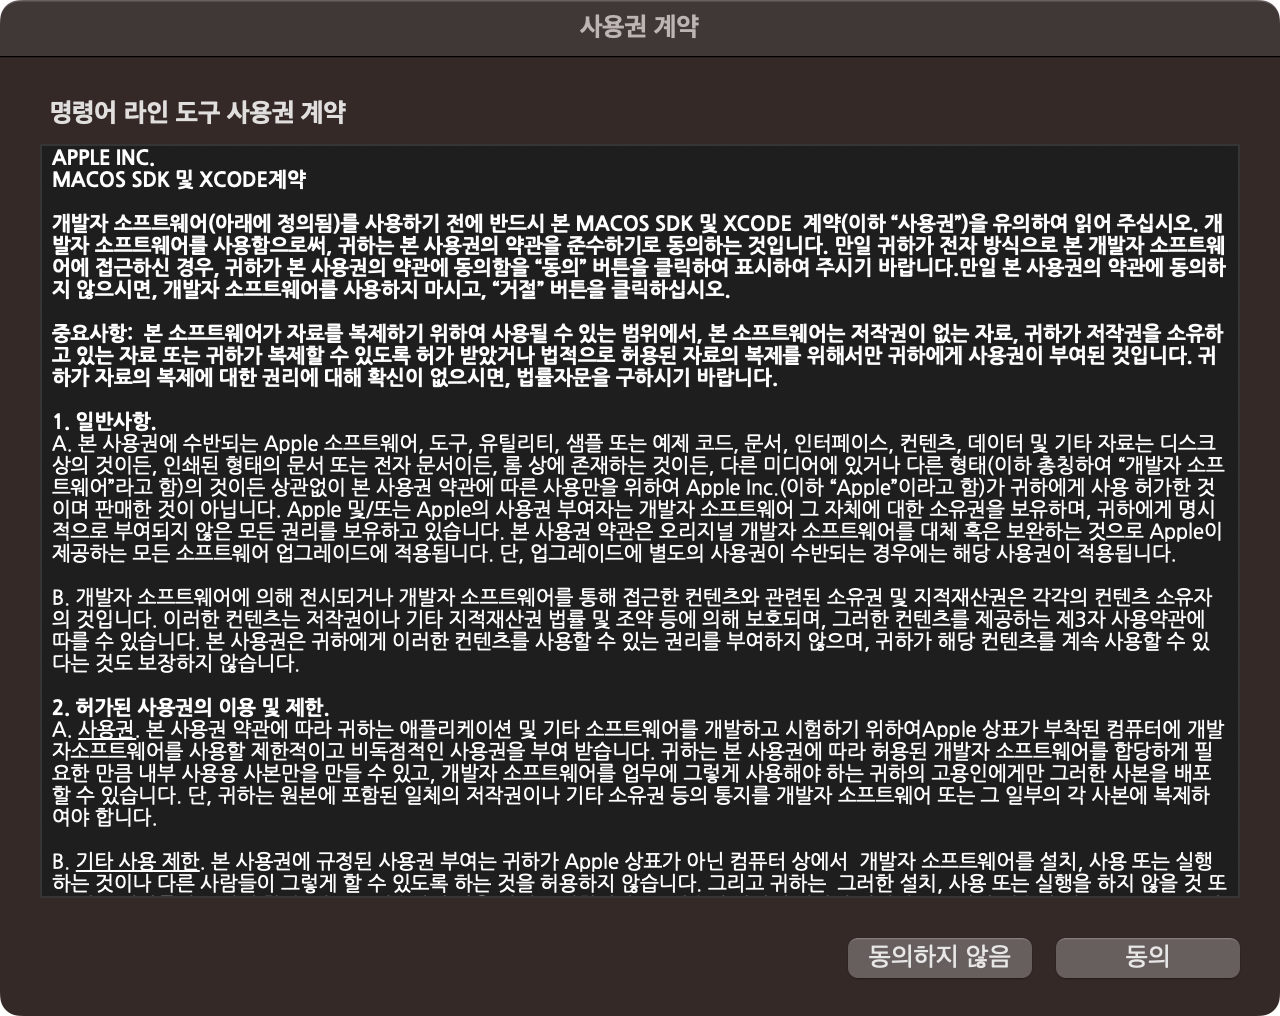 사용권 계약
명령어 라인 도구 사용권 계약
APPLE INC.
MACOS SDK 및 XCODE계약
개발자 소프트웨어(아래에 정의됨)를 사용하기 전에 반드시 본 MACOS SDK 및 XCODE  계약(이하 “사용권”)을 유의하여 읽어 주십시오. 개
발자 소프트웨어를 사용함으로써, 귀하는 본 사용권의 약관을 준수하기로 동의하는 것입니다. 만일 귀하가 전자 방식으로 본 개발자 소프트웨
어에 접근하신 경우, 귀하가 본 사용권의 약관에 동의함을 “동의” 버튼을 클릭하여 표시하여 주시기 바랍니다.만일 본 사용권의 약관에 동의하
지 않으시면, 개발자 소프트웨어를 사용하지 마시고, “거절” 버튼을 클릭하십시오.
중요사항:  본 소프트웨어가 자료를 복제하기 위하여 사용될 수 있는 범위에서, 본 소프트웨어는 저작권이 없는 자료, 귀하가 저작권을 소유하
고 있는 자료 또는 귀하가 복제할 수 있도록 허가 받았거나 법적으로 허용된 자료의 복제를 위해서만 귀하에게 사용권이 부여된 것입니다. 귀
하가 자료의 복제에 대한 권리에 대해 확신이 없으시면, 법률자문을 구하시기 바랍니다.
1. 일반사항.
A. 본 사용권에 수반되는 Apple 소프트웨어, 도구, 유틸리티, 샘플 또는 예제 코드, 문서, 인터페이스, 컨텐츠, 데이터 및 기타 자료는 디스크
상의 것이든, 인쇄된 형태의 문서 또는 전자 문서이든, 롬 상에 존재하는 것이든, 다른 미디어에 있거나 다른 형태(이하 총칭하여 “개발자 소프
트웨어”라고 함)의 것이든 상관없이 본 사용권 약관에 따른 사용만을 위하여 Apple Inc.(이하 “Apple”이라고 함)가 귀하에게 사용 허가한 것
이며 판매한 것이 아닙니다. Apple 및/또는 Apple의 사용권 부여자는 개발자 소프트웨어 그 자체에 대한 소유권을 보유하며, 귀하에게 명시
적으로 부여되지 않은 모든 권리를 보유하고 있습니다. 본 사용권 약관은 오리지널 개발자 소프트웨어를 대체 혹은 보완하는 것으로 Apple이
제공하는 모든 소프트웨어 업그레이드에 적용됩니다. 단, 업그레이드에 별도의 사용권이 수반되는 경우에는 해당 사용권이 적용됩니다.
B. 개발자 소프트웨어에 의해 전시되거나 개발자 소프트웨어를 통해 접근한 컨텐츠와 관련된 소유권 및 지적재산권은 각각의 컨텐츠 소유자
의 것입니다. 이러한 컨텐츠는 저작권이나 기타 지적재산권 법률 및 조약 등에 의해 보호되며, 그러한 컨텐츠를 제공하는 제3자 사용약관에
따를 수 있습니다. 본 사용권은 귀하에게 이러한 컨텐츠를 사용할 수 있는 권리를 부여하지 않으며, 귀하가 해당 컨텐츠를 계속 사용할 수 있
다는 것도 보장하지 않습니다.
2. 허가된 사용권의 이용 및 제한.
A. 사용권. 본 사용권 약관에 따라 귀하는 애플리케이션 및 기타 소프트웨어를 개발하고 시험하기 위하여Apple 상표가 부착된 컴퓨터에 개발
자소프트웨어를 사용할 제한적이고 비독점적인 사용권을 부여 받습니다. 귀하는 본 사용권에 따라 허용된 개발자 소프트웨어를 합당하게 필
요한 만큼 내부 사용용 사본만을 만들 수 있고, 개발자 소프트웨어를 업무에 그렇게 사용해야 하는 귀하의 고용인에게만 그러한 사본을 배포
할 수 있습니다. 단, 귀하는 원본에 포함된 일체의 저작권이나 기타 소유권 등의 통지를 개발자 소프트웨어 또는 그 일부의 각 사본에 복제하
여야 합니다.
B. 기타 사용 제한. 본 사용권에 규정된 사용권 부여는 귀하가 Apple 상표가 아닌 컴퓨터 상에서  개발자 소프트웨어를 설치, 사용 또는 실행
하는 것이나 다른 사람들이 그렇게 할 수 있도록 하는 것을 허용하지 않습니다. 그리고 귀하는  그러한 설치, 사용 또는 실행을 하지 않을 것 또
동의하지 않음
동의